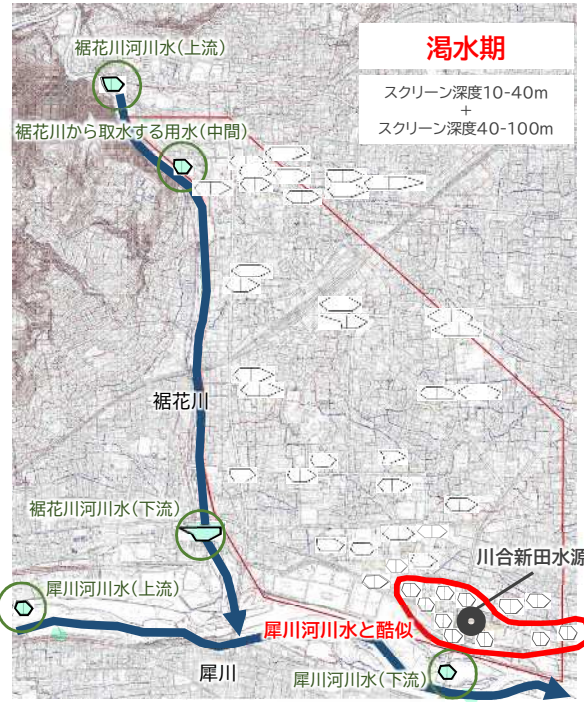 裾花川河川水(上流)
渇水期
スクリーン深度10-40m
+
スクリーン深度40-100m
裾花川から取水する用水(中間)
裾花川
裾花川河川水(下流)
川合新田水源
犀川河川水(上流)
犀川河川水と酷似
犀川
犀川河川水(下流)